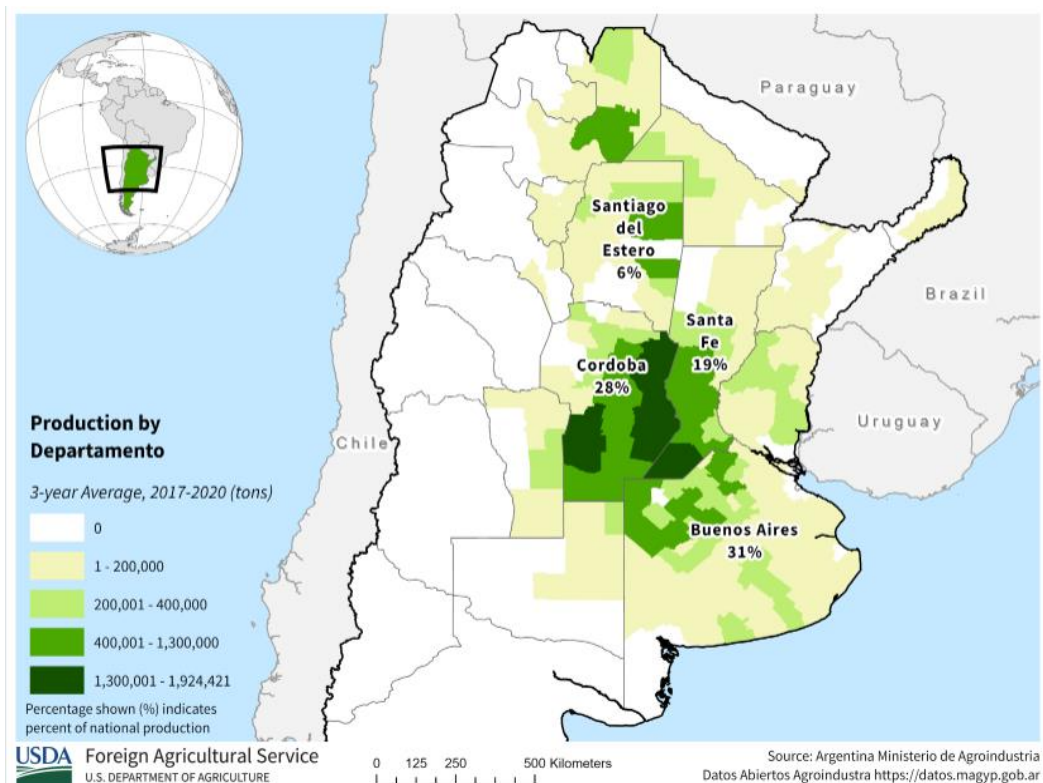 Paraguay
Santiago
del
Estero
6%
Brazil
Santa
Fe
19%
Cordoba
28%
Uruguay
Chile
Buenos Aires
31%
Production by
Departamento
3-year Average, 2017-2020 (tons)
0
1 - 200,000
200,001 - 400,000
400,001 - 1,300,000
1,300,001 - 1,924,421
Percentage shown (%) indicates
percent of national production
USDA Foreign Agricultural Service
U.S. DEPARTMENT OF AGRICULTURE
0 125 250 500 Kilometers
Source: Argentina Ministerio de Agroindustria
Datos Abiertos Agroindustra https://datos.magyp.gob.ar